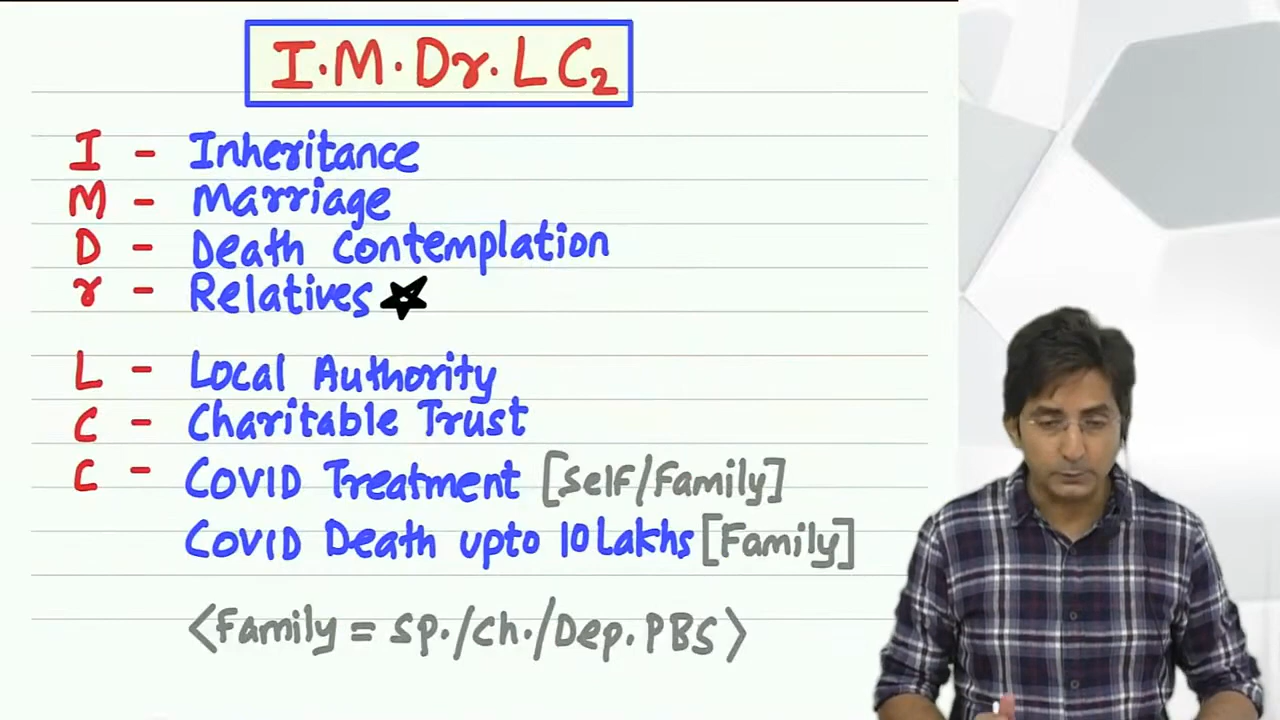 I.M.Dr.LC2
I - Inheritance
M - Marriage
D - Death Contemplation
r - Relatives
L - Local Authority
C - Charitable Trust
C - COVID Treatment [Self/Family]
COVID Death upto 10 Lakhs [Family]
<Family = Sp./Ch./Dep. PBS>